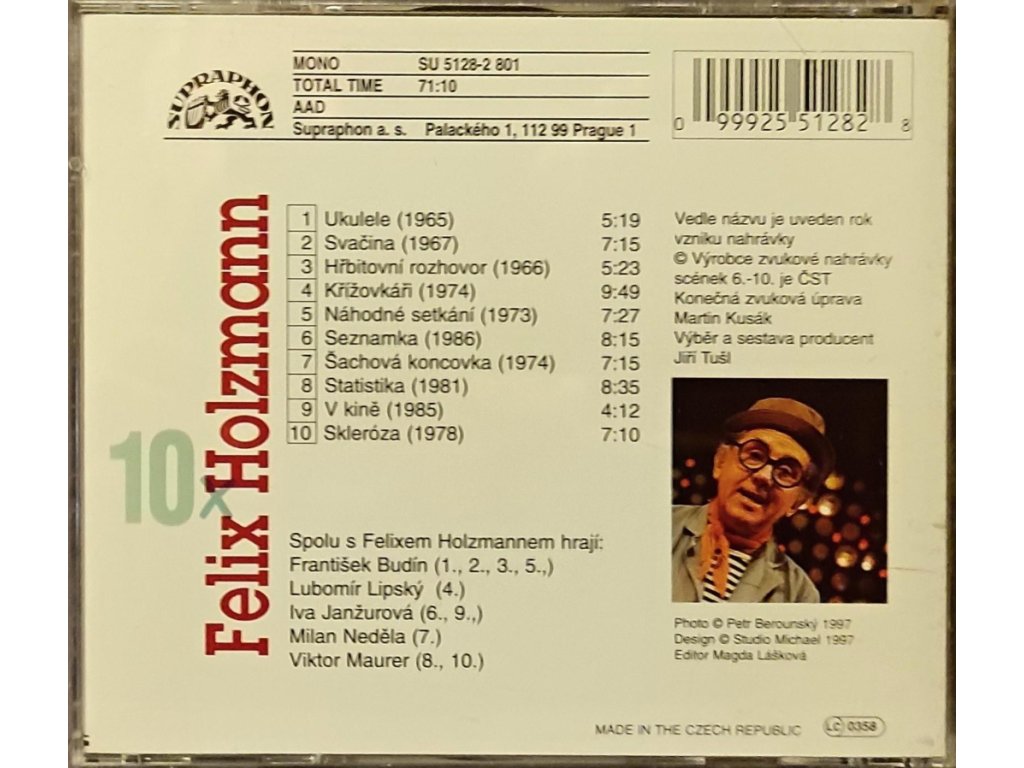 SUPRAPHON
MONO SU 5128-2 801
TOTAL TIME 71:10
AAD
Supraphon a. s. Palackého 1, 112 99 Prague 1
0 99925 51282 8
10x Felix Holzmann
1 Ukulele (1965) 5:19
2 Svačina (1967) 7:15
3 Hřbitovní rozhovor (1966) 5:23
4 Křížovkáři (1974) 9:49
5 Náhodné setkání (1973) 7:27
6 Seznamka (1986) 8:15
7 Šachová koncovka (1974) 7:15
8 Statistika (1981) 8:35
9 V kině (1985) 4:12
10 Skleróza (1978) 7:10
Vedle názvu je uveden rok
vzniku nahrávky
© Výrobce zvukové nahrávky
scének 6.-10. je ČST
Konečná zvuková úprava
Martin Kusák
Výběr a sestava producent
Jiří Tušl
Spolu s Felixem Holzmannem hrají:
František Budín (1., 2., 3., 5.,)
Lubomír Lipský (4.)
Iva Janžurová (6., 9.,)
Milan Neděla (7.)
Viktor Maurer (8., 10.)
Photo © Petr Berounský 1997
Design © Studio Michael 1997
Editor Magda Lášková
MADE IN THE CZECH REPUBLIC LC 0358